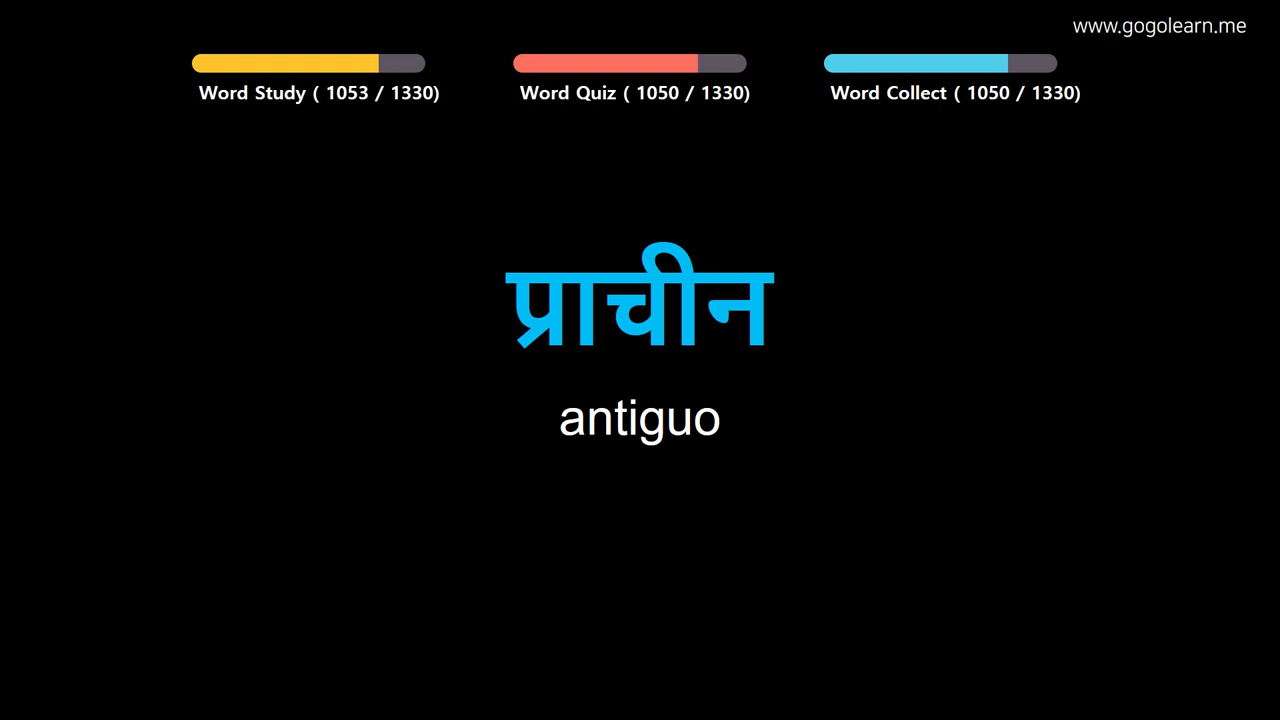 www.gogolearn.me
Word Study ( 1053 / 1330)
Word Quiz ( 1050 / 1330)
Word Collect ( 1050 / 1330)
प्राचीन
antiguo